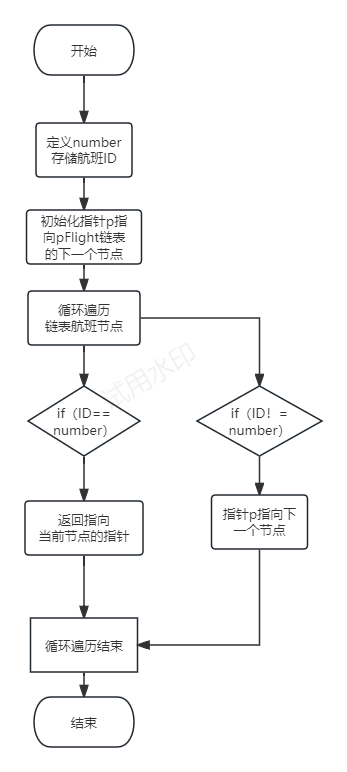 开始
定义number
存储航班ID
初始化指针p指
向pFlight链表
的下一个节点
循环遍历
链表航班节点
试用水印
if（ID==
number）
if（ID！=
number）
返回指向
当前节点的指针
指针p指向下
一个节点
循环遍历结束
结束